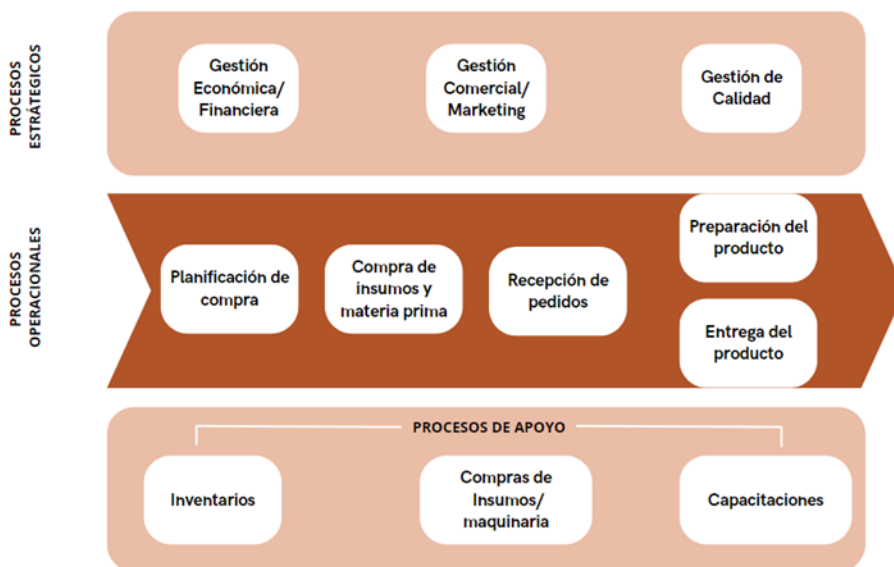 PROCESOS
ESTRÁTEGICOS
Gestión
Económica/
Financiera
Gestión
Comercial/
Marketing
Gestión de
Calidad
PROCESOS
OPERACIONALES
Planificación de
compra
Compra de
insumos y
materia prima
Recepción de
pedidos
Preparación del
producto
Entrega del
producto
PROCESOS DE APOYO
Inventarios
Compras de
Insumos/
maquinaria
Capacitaciones